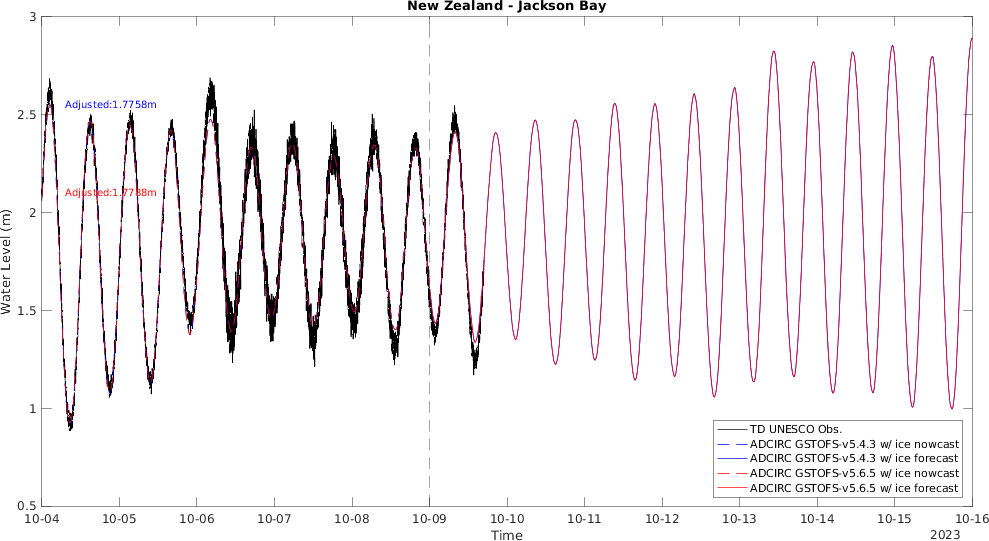 New Zealand - Jackson Bay
Water Level (m)
3
2.5
2
1.5
1
0.5
Adjusted:1.7758m
Adjusted:1.7788m
TD UNESCO Obs.
ADCIRC GSTOFS-v5.4.3 w/ ice nowcast
ADCIRC GSTOFS-v5.4.3 w/ ice forecast
ADCIRC GSTOFS-v5.6.5 w/ ice nowcast
ADCIRC GSTOFS-v5.6.5 w/ ice forecast
10-04 10-05 10-06 10-07 10-08 10-09 10-10 10-11 10-12 10-13 10-14 10-15 10-16
Time
2023